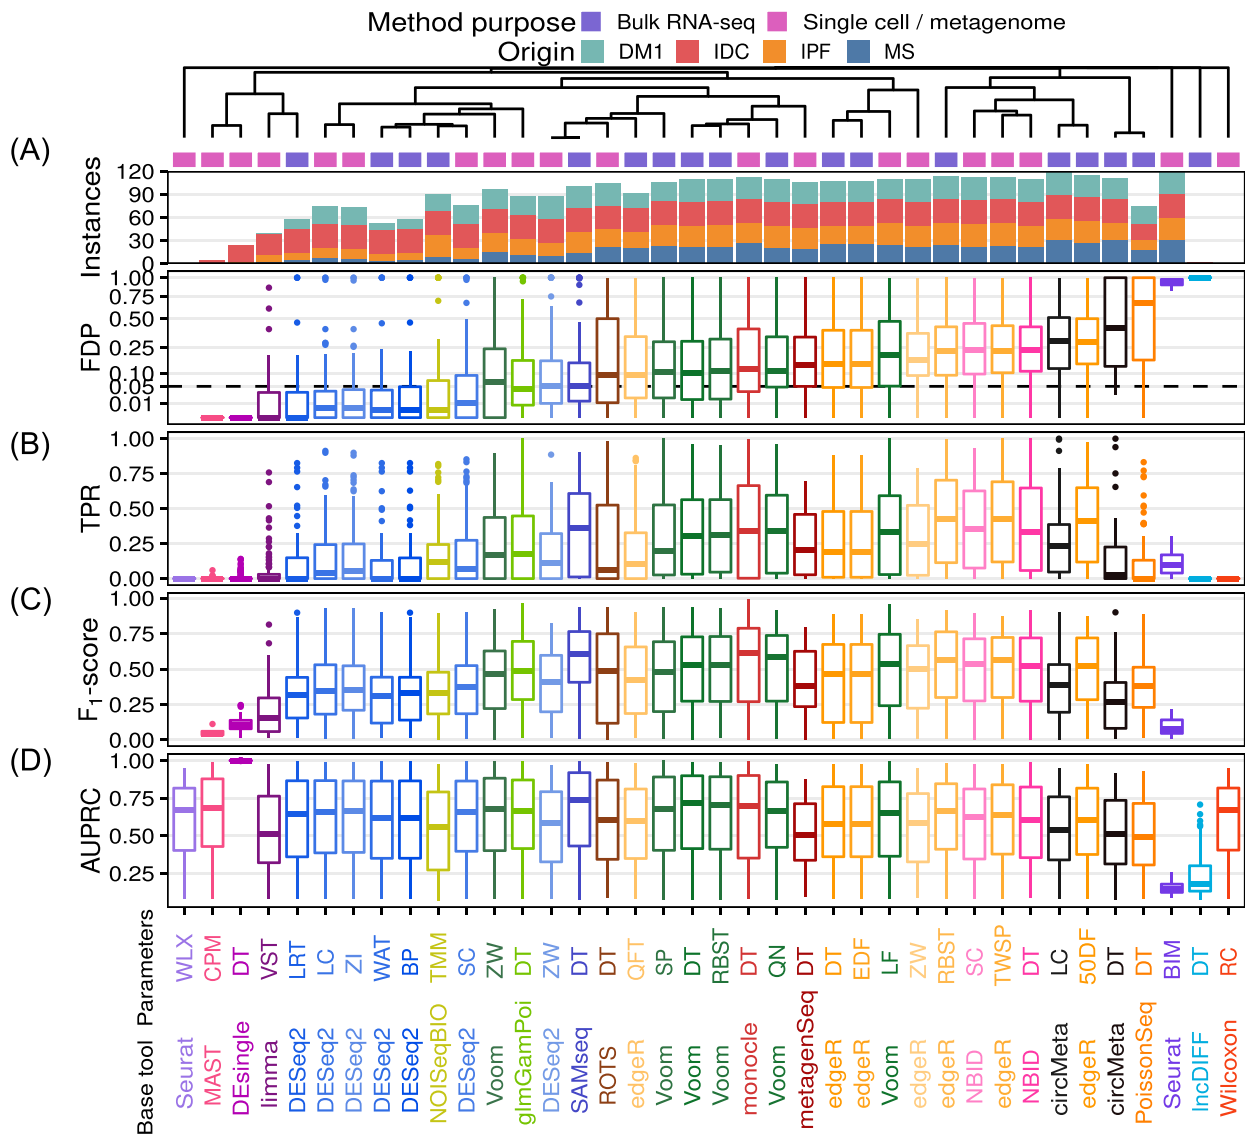 Method purpose Bulk RNA-seq Single cell / metagenome
Origin DM1 IDC IPF MS
(A)
Instances
120
90
60
30
0
FDP
1.00
0.75
0.50
0.25
0.10
0.05
0.01
(B)
TPR
1.00
0.75
0.50
0.25
0.00
(C)
F1-score
1.00
0.75
0.50
0.25
0.00
(D)
AUPRC
1.00
0.75
0.50
0.25
Parameters
WLX CPM DT VST LRT LC ZI WAT BP TMM SC ZW DT ZW DT DT QFT SP DT RBST DT QN DT DT EDF LF ZW RBST SC TWSP DT LC 50DF DT DT BIM DT RC
Base tool
Seurat MAST DEsingle limma DESeq2 DESeq2 DESeq2 DESeq2 DESeq2 NOISeqBIO DESeq2 Voom glmGamPoi DESeq2 SAMseq ROTS edgeR Voom Voom Voom monocle Voom metagenSeq edgeR edgeR Voom edgeR edgeR NBID edgeR NBID circMeta edgeR circMeta PoissonSeq Seurat lncDIFF Wilcoxon